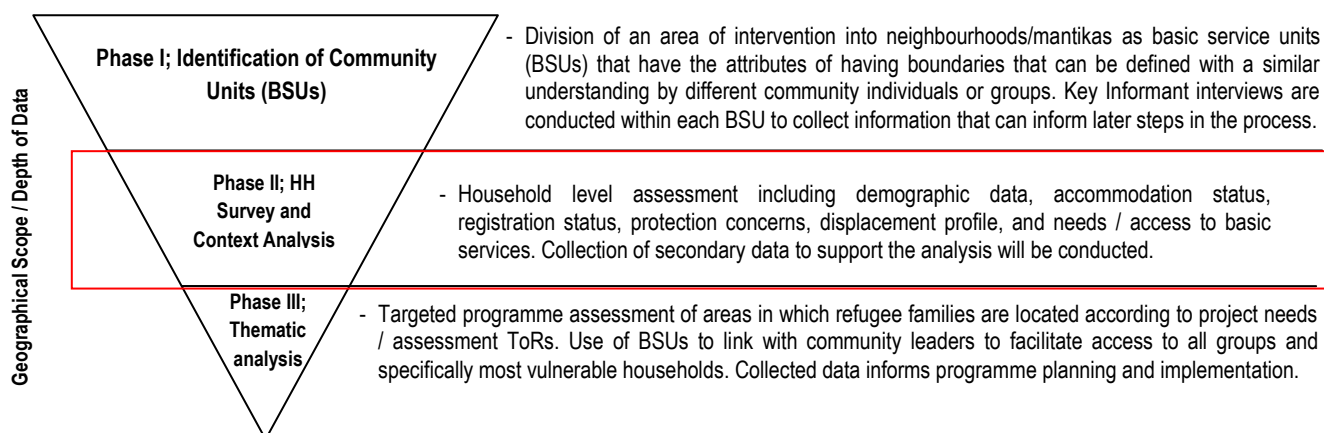 Geographical Scope / Depth of Data
Phase I; Identification of Community
Units (BSUs)
- Division of an area of intervention into neighbourhoods/mantikas as basic service units
(BSUs) that have the attributes of having boundaries that can be defined with a similar
understanding by different community individuals or groups. Key Informant interviews are
conducted within each BSU to collect information that can inform later steps in the process.
Phase II; HH
Survey and
Context Analysis
- Household level assessment including demographic data, accommodation status,
registration status, protection concerns, displacement profile, and needs / access to basic
services. Collection of secondary data to support the analysis will be conducted.
Phase III;
Thematic
analysis
- Targeted programme assessment of areas in which refugee families are located according to project needs
/ assessment ToRs. Use of BSUs to link with community leaders to facilitate access to all groups and
specifically most vulnerable households. Collected data informs programme planning and implementation.